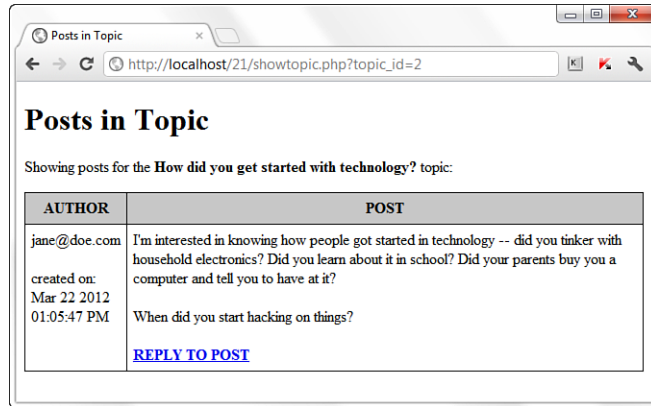 Posts in Topic
http://localhost/21/showtopic.php?topic_id=2
Posts in Topic
Showing posts for the How did you get started with technology? topic:
AUTHOR POST
jane@doe.com
created on:
Mar 22 2012
01:05:47 PM
I'm interested in knowing how people got started in technology -- did you tinker with
household electronics? Did you learn about it in school? Did your parents buy you a
computer and tell you to have at it?
When did you start hacking on things?
REPLY TO POST